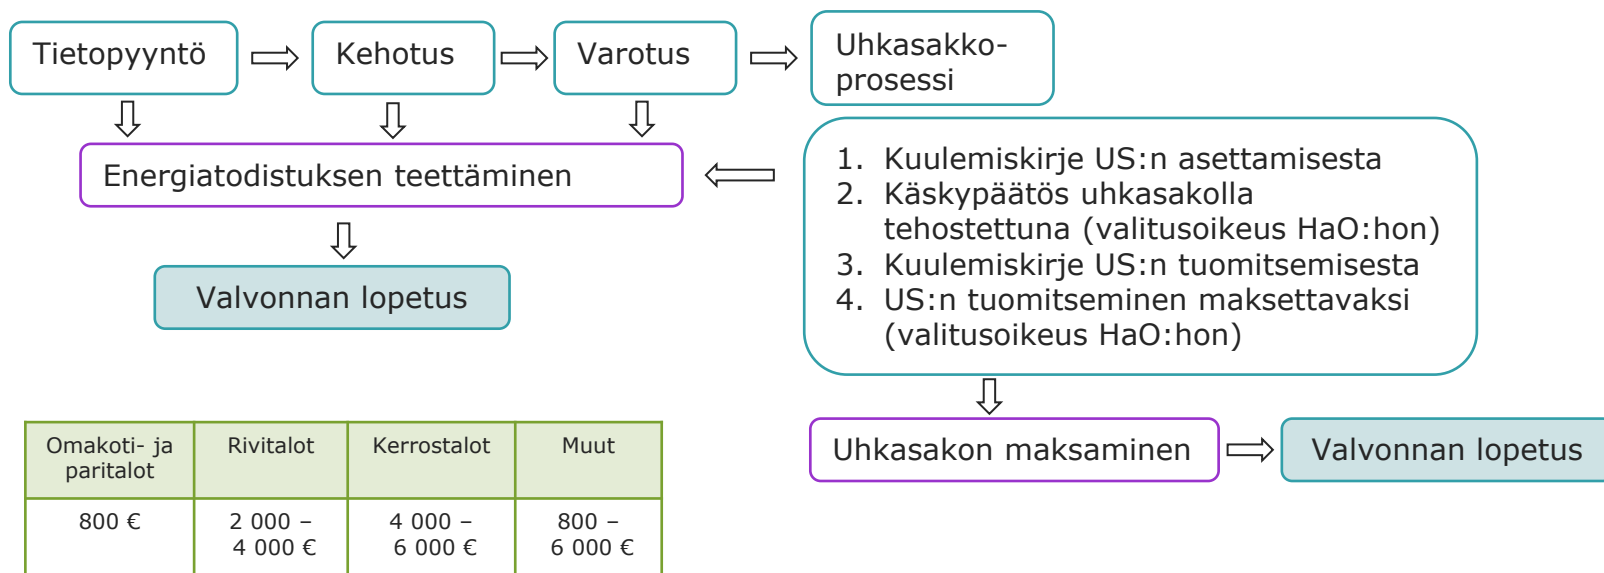 Tietopyyntö
Kehotus
Varotus
Uhkasakko-
prosessi
Energiatodistuksen teettäminen
Valvonnan lopetus
1. Kuulemiskirje US:n asettamisesta
2. Käskypäätös uhkasakolla
tehostettuna (valitusoikeus HaO:hon)
3. Kuulemiskirje US:n tuomitsemisesta
4. US:n tuomitseminen maksettavaksi
(valitusoikeus HaO:hon)
Uhkasakon maksaminen
Valvonnan lopetus
Omakoti- ja
paritalot
Rivitalot
Kerrostalot
Muut
800 €
2 000 –
4 000 €
4 000 –
6 000 €
800 –
6 000 €